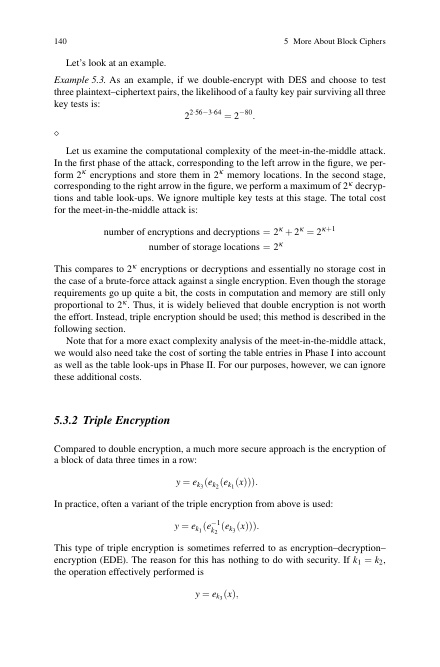 140 5 More About Block Ciphers
Let's look at an example.
Example 5.3. As an example, if we double-encrypt with DES and choose to test
three plaintext–ciphertext pairs, the likelihood of a faulty key pair surviving all three
key tests is:
2^{2·56−3·64} = 2^{−80}.
⋄
Let us examine the computational complexity of the meet-in-the-middle attack.
In the first phase of the attack, corresponding to the left arrow in the figure, we per-
form 2^κ encryptions and store them in 2^κ memory locations. In the second stage,
corresponding to the right arrow in the figure, we perform a maximum of 2^κ decryp-
tions and table look-ups. We ignore multiple key tests at this stage. The total cost
for the meet-in-the-middle attack is:
number of encryptions and decryptions = 2^κ + 2^κ = 2^{κ+1}
number of storage locations = 2^κ
This compares to 2^κ encryptions or decryptions and essentially no storage cost in
the case of a brute-force attack against a single encryption. Even though the storage
requirements go up quite a bit, the costs in computation and memory are still only
proportional to 2^κ. Thus, it is widely believed that double encryption is not worth
the effort. Instead, triple encryption should be used; this method is described in the
following section.
Note that for a more exact complexity analysis of the meet-in-the-middle attack,
we would also need take the cost of sorting the table entries in Phase I into account
as well as the table look-ups in Phase II. For our purposes, however, we can ignore
these additional costs.
5.3.2 Triple Encryption
Compared to double encryption, a much more secure approach is the encryption of
a block of data three times in a row:
y = e_{k_3}(e_{k_2}(e_{k_1}(x))).
In practice, often a variant of the triple encryption from above is used:
y = e_{k_1}(e_{k_2}^{−1}(e_{k_3}(x))).
This type of triple encryption is sometimes referred to as encryption–decryption–
encryption (EDE). The reason for this has nothing to do with security. If k_1 = k_2,
the operation effectively performed is
y = e_{k_3}(x),